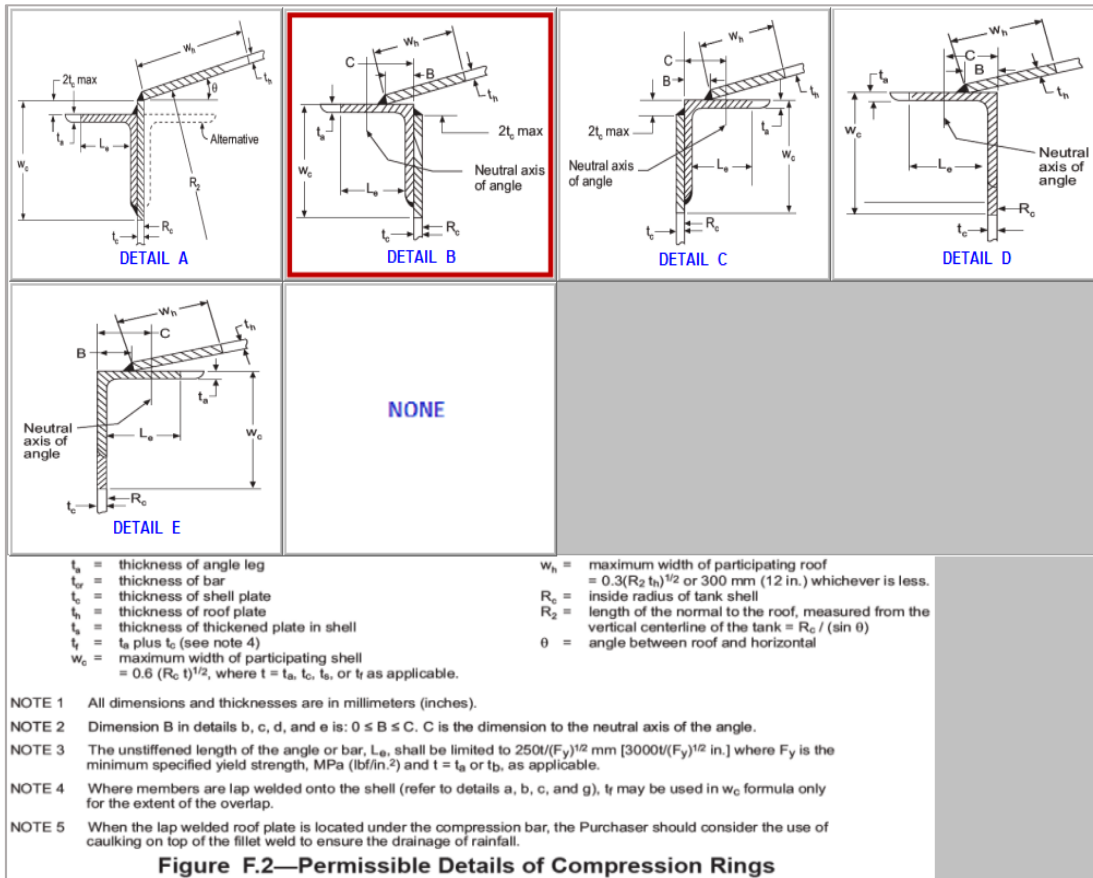 wh
th
2tc max
θ
ta
Le
Alternative
wc
R2
Rc
tc
DETAIL A
wh
C
B
th
ta
2tc max
wc
Neutral axis
of angle
Le
Rc
tc
DETAIL B
wh
C
B
th
2tc max
ta
Neutral axis
of angle
Le
wc
Rc
tc
DETAIL C
wh
C
B
ta
th
wc
Le
Neutral
axis of
angle
Rc
tc
DETAIL D
wh
th
C
B
ta
Neutral
axis of
angle
Le
wc
Rc
tc
DETAIL E
NONE
ta = thickness of angle leg
tcr = thickness of bar
tc = thickness of shell plate
th = thickness of roof plate
ts = thickness of thickened plate in shell
tf = ta plus tc (see note 4)
wc = maximum width of participating shell
= 0.6 (Rc t)1/2, where t = ta, tc, ts, or tf as applicable.
wh = maximum width of participating roof
= 0.3(R2 th)1/2 or 300 mm (12 in.) whichever is less.
Rc = inside radius of tank shell
R2 = length of the normal to the roof, measured from the
vertical centerline of the tank = Rc / (sin θ)
θ = angle between roof and horizontal
NOTE 1 All dimensions and thicknesses are in millimeters (inches).
NOTE 2 Dimension B in details b, c, d, and e is: 0 ≤ B ≤ C. C is the dimension to the neutral axis of the angle.
NOTE 3 The unstiffened length of the angle or bar, Le, shall be limited to 250t/(Fy)1/2 mm [3000t/(Fy)1/2 in.] where Fy is the
minimum specified yield strength, MPa (lbf/in.2) and t = ta or tb, as applicable.
NOTE 4 Where members are lap welded onto the shell (refer to details a, b, c, and g), tf may be used in wc formula only
for the extent of the overlap.
NOTE 5 When the lap welded roof plate is located under the compression bar, the Purchaser should consider the use of
caulking on top of the fillet weld to ensure the drainage of rainfall.
Figure F.2—Permissible Details of Compression Rings